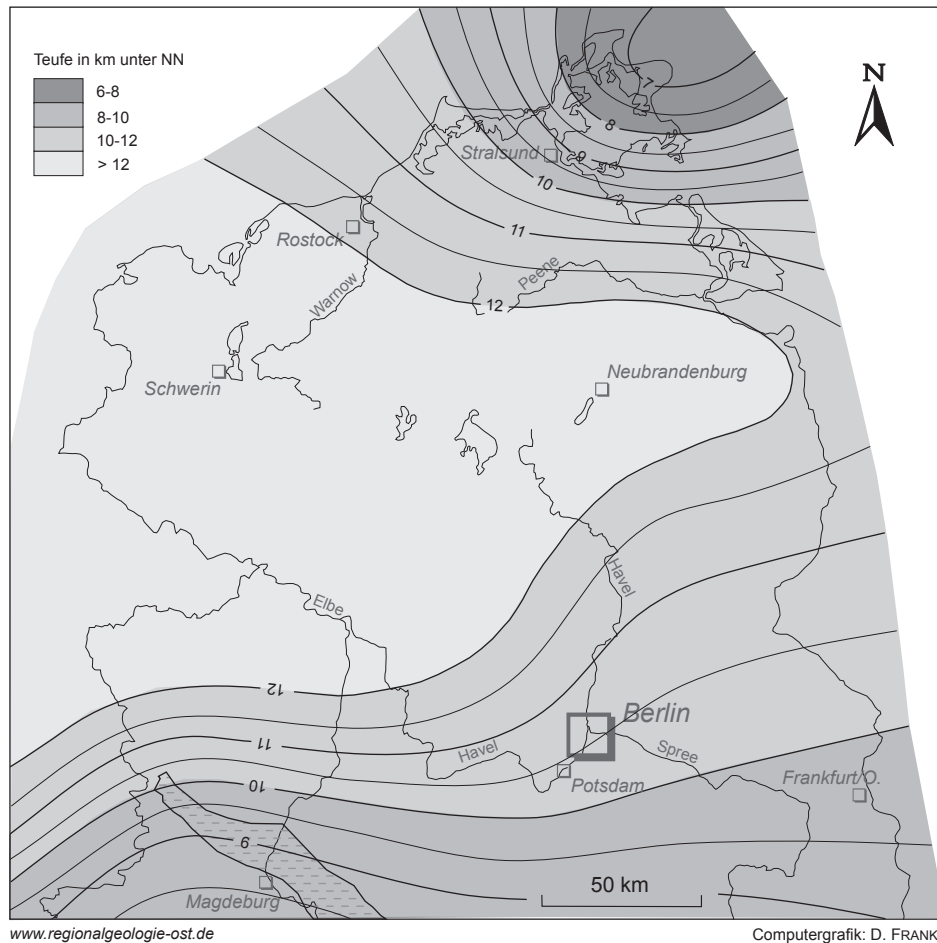 Teufe in km unter NN
6-8
8-10
10-12
> 12
N
7
8
Stralsund
9
10
Rostock
11
Peene
Warnow
12
Neubrandenburg
Schwerin
Havel
Elbe
12
Berlin
11
Havel
Spree
Frankfurt/O.
Potsdam
10
9
50 km
Magdeburg
www.regionalgeologie-ost.de
Computergrafik: D. FRANK